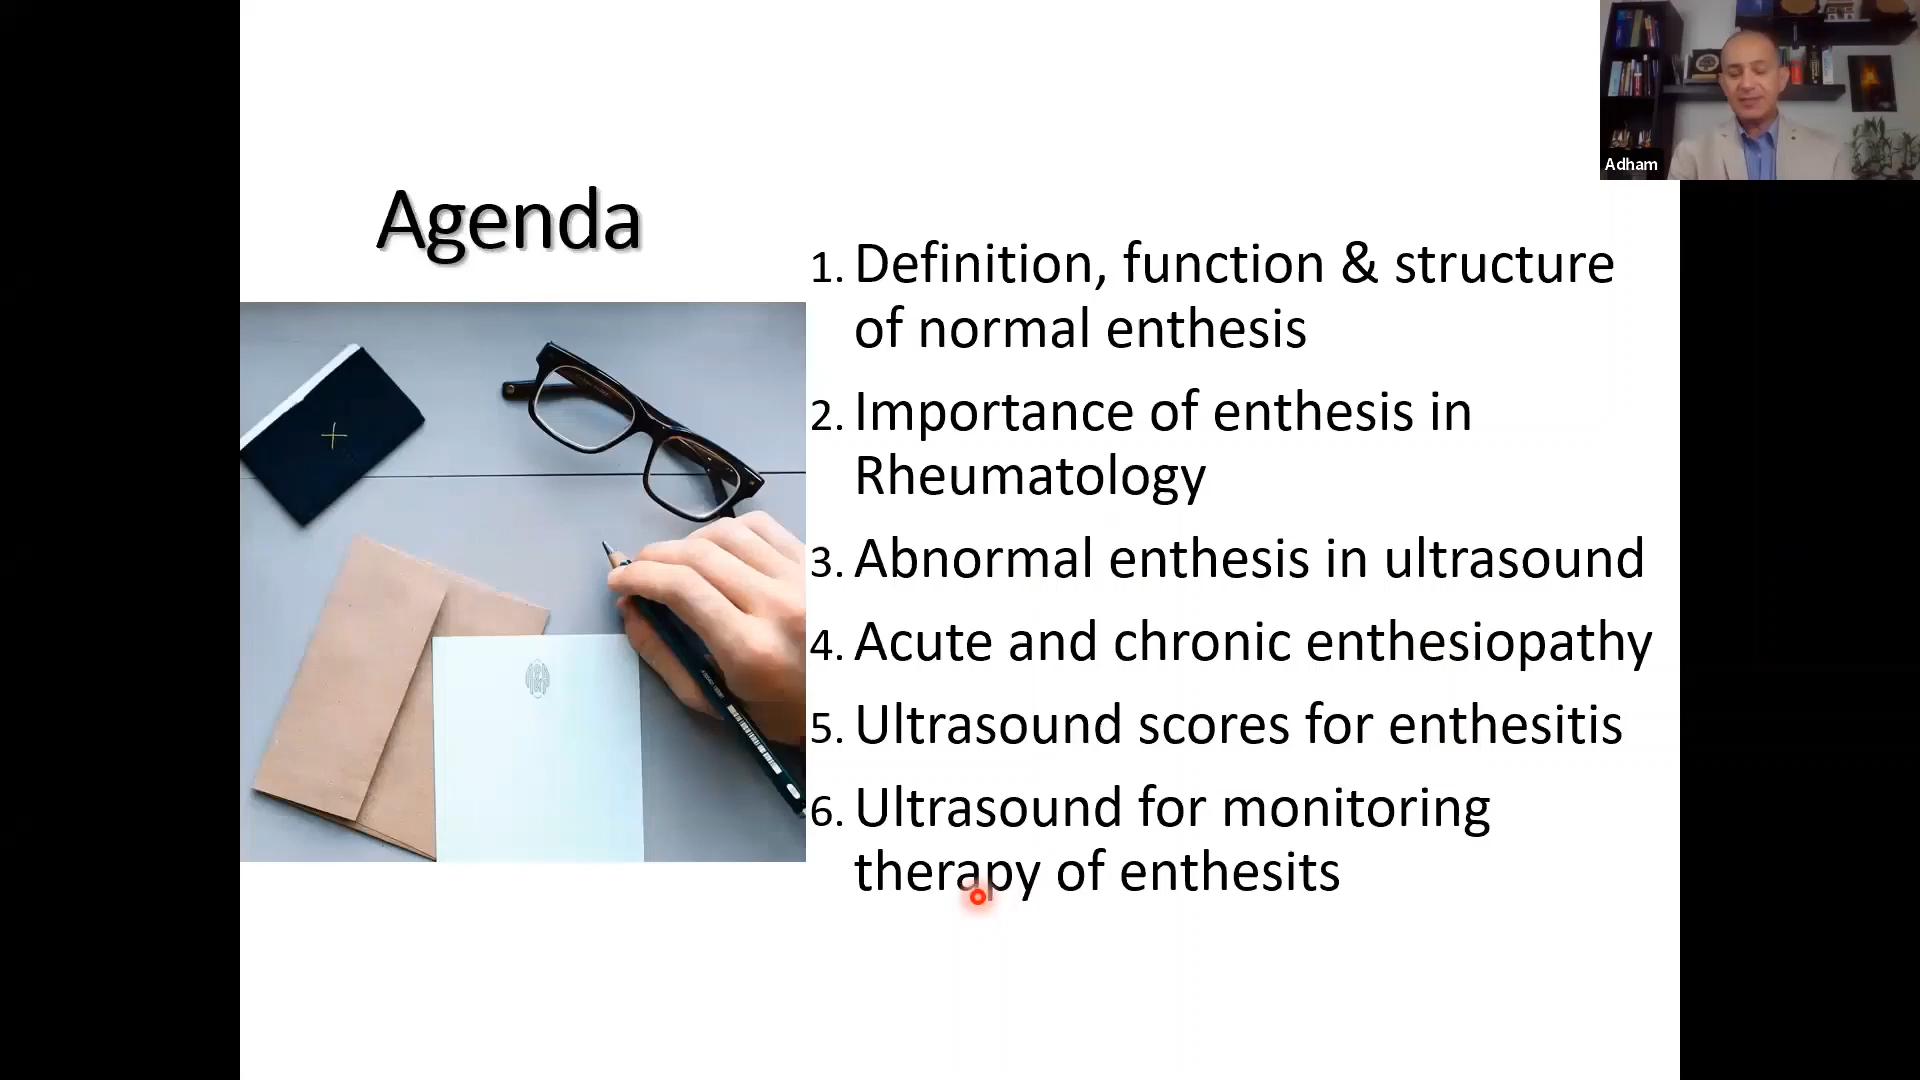 Adham
Agenda
1. Definition, function & structure
of normal enthesis
2. Importance of enthesis in
Rheumatology
3. Abnormal enthesis in ultrasound
4. Acute and chronic enthesiopathy
5. Ultrasound scores for enthesitis
6. Ultrasound for monitoring
therapy of enthesits